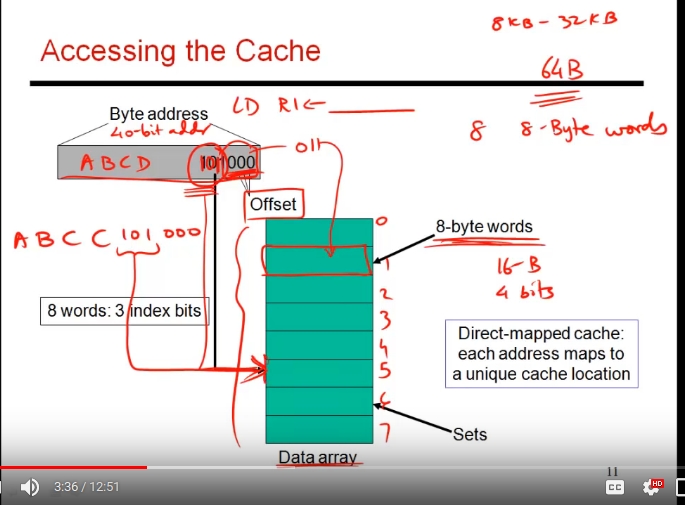 8KB - 32KB
Accessing the Cache
64B
LD R1←
Byte address
40-bit addr
8 8-Byte words
ABCD 101000
011
Offset
0
ABCC 101,000
8-byte words
1
16-B
2
4 bits
8 words: 3 index bits
3
Direct-mapped cache:
4
each address maps to
5
a unique cache location
6
7
Sets
Data array
11
3:36 / 12:51
CC
HD